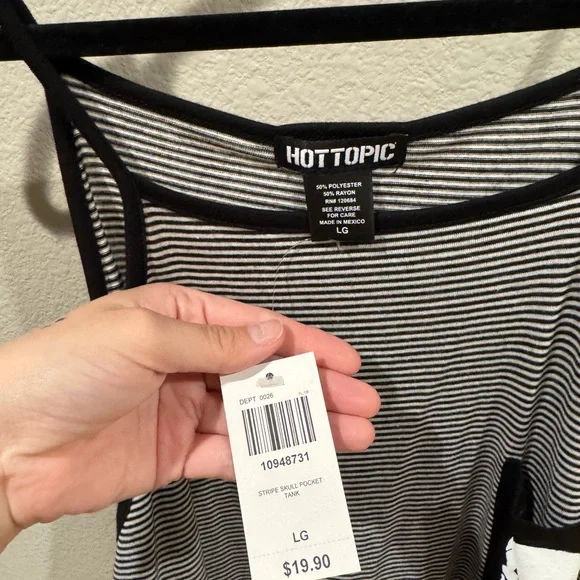 HOTTOPIC
50% POLYESTER
50% RAYON
RN# 120684
SEE REVERSE
FOR CARE
MADE IN MEXICO
LG
DEPT 0026
10948731
STRIPE SKULL POCKET
TANK
LG
$19.90